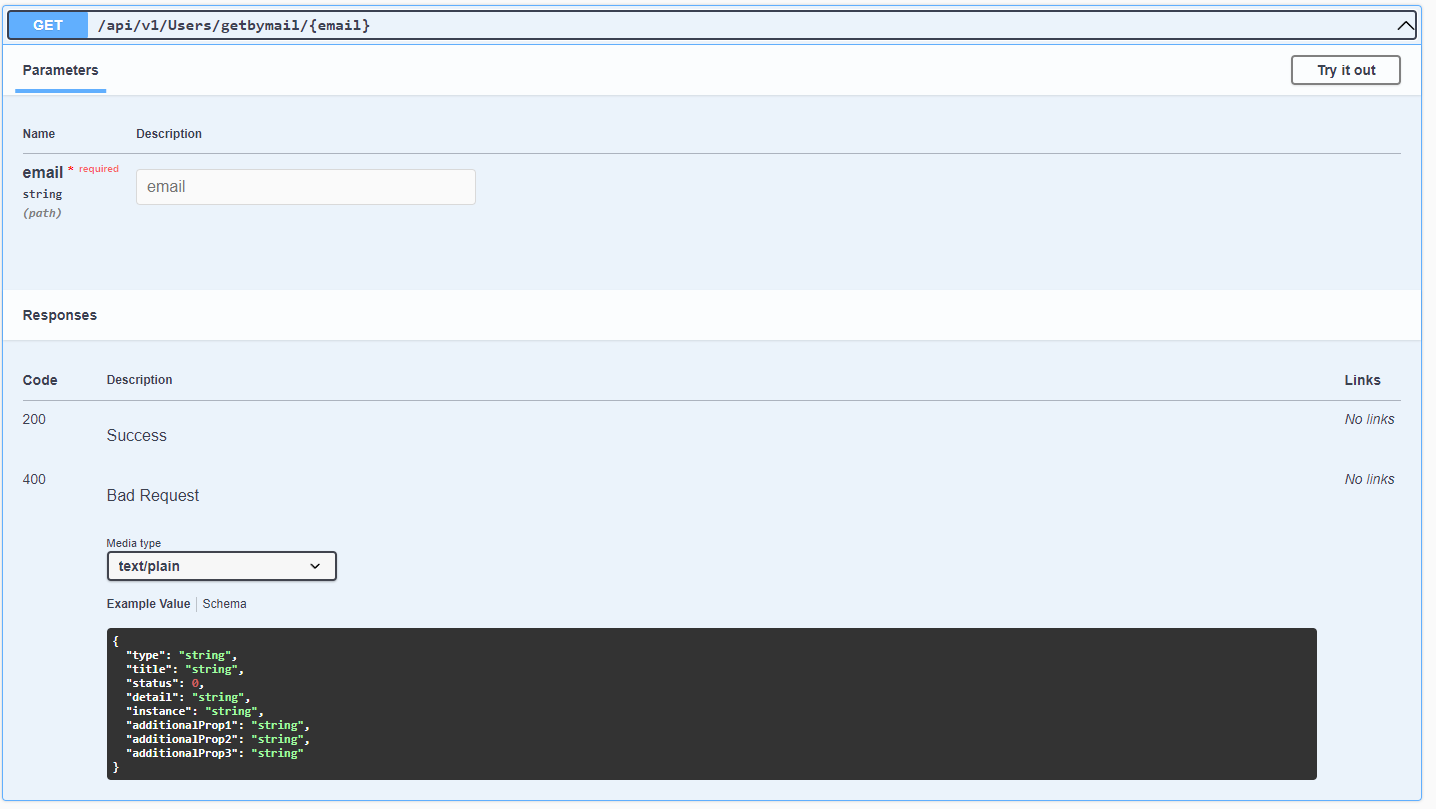 GET /api/v1/Users/getbymail/{email}
Parameters Try it out
Name Description
email * required
string
(path)
email
Responses
Code Description Links
200 Success No links
400 Bad Request No links
Media type
text/plain
Example Value Schema
{
"type": "string",
"title": "string",
"status": 0,
"detail": "string",
"instance": "string",
"additionalProp1": "string",
"additionalProp2": "string",
"additionalProp3": "string"
}